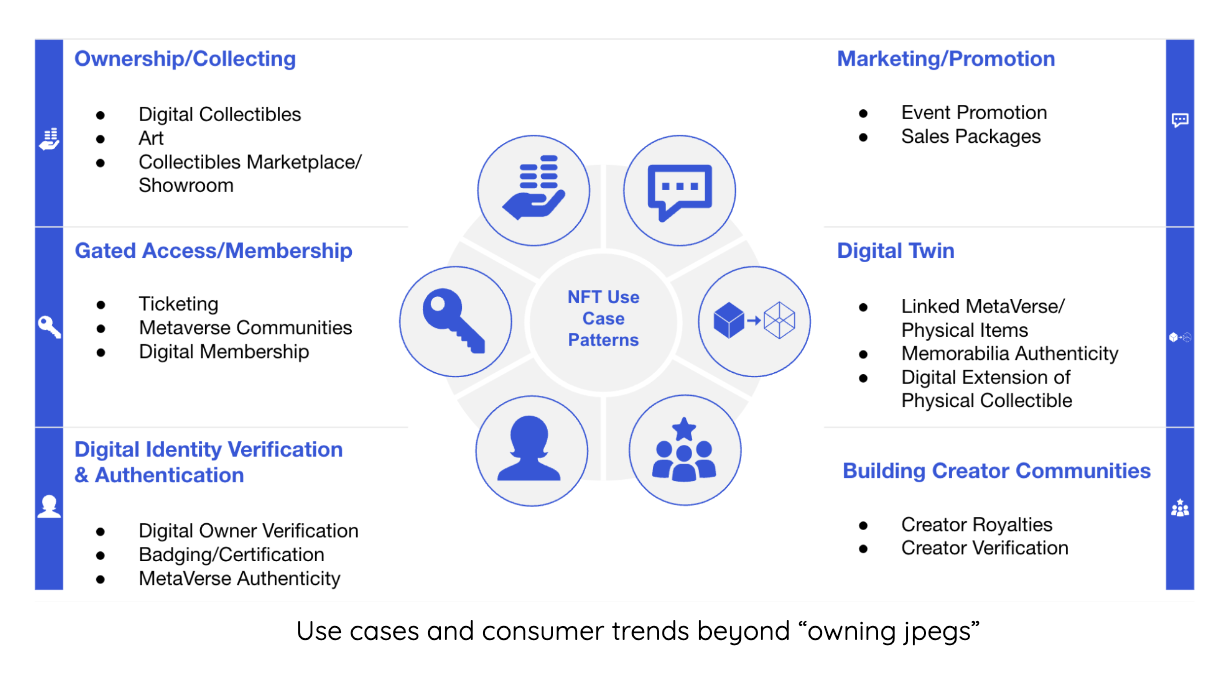 Ownership/Collecting
● Digital Collectibles
● Art
● Collectibles Marketplace/
Showroom
Gated Access/Membership
● Ticketing
● Metaverse Communities
● Digital Membership
Digital Identity Verification
& Authentication
● Digital Owner Verification
● Badging/Certification
● MetaVerse Authenticity
NFT Use
Case
Patterns
Marketing/Promotion
● Event Promotion
● Sales Packages
Digital Twin
● Linked MetaVerse/
Physical Items
● Memorabilia Authenticity
● Digital Extension of
Physical Collectible
Building Creator Communities
● Creator Royalties
● Creator Verification
Use cases and consumer trends beyond “owning jpegs”